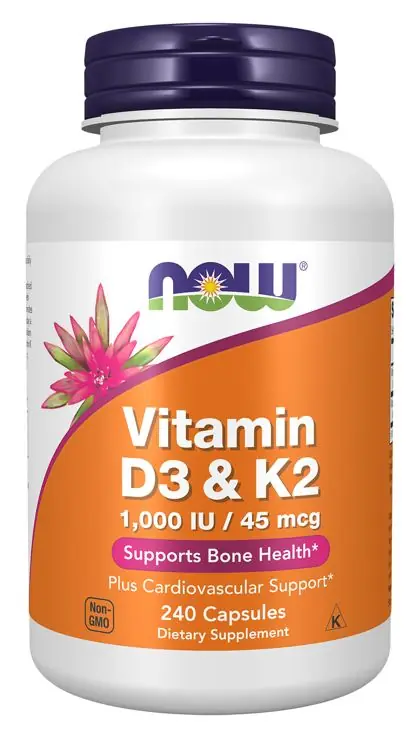 now®
Vitamin
D3 & K2
1,000 IU / 45 mcg
Supports Bone Health*
Plus Cardiovascular Support*
240 Capsules
Dietary Supplement
Non-
GMO
K